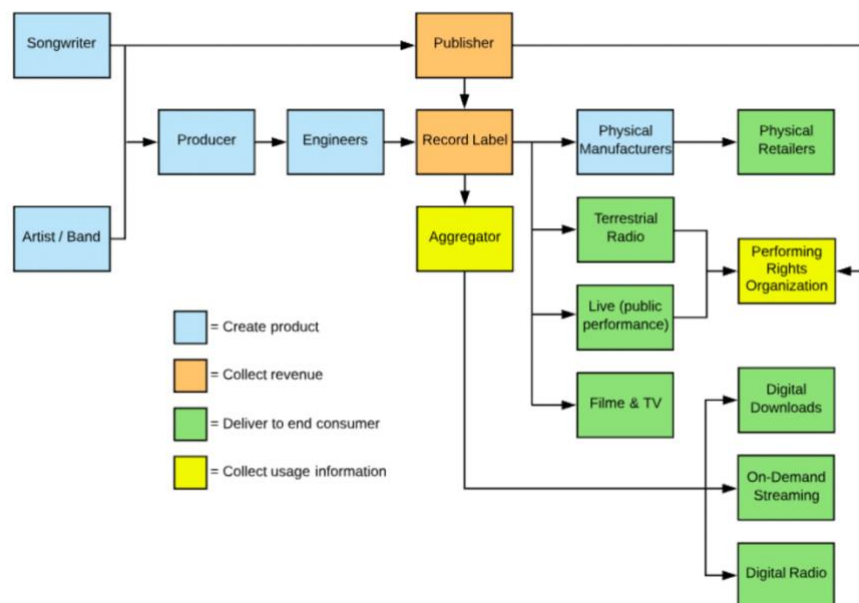 Songwriter
Publisher
Producer
Engineers
Record Label
Physical
Manufacturers
Physical
Retailers
Artist / Band
Aggregator
Terrestrial
Radio
Performing
Rights
Organization
Live (public
performance)
Filme & TV
Digital
Downloads
On-Demand
Streaming
Digital Radio
= Create product
= Collect revenue
= Deliver to end consumer
= Collect usage information